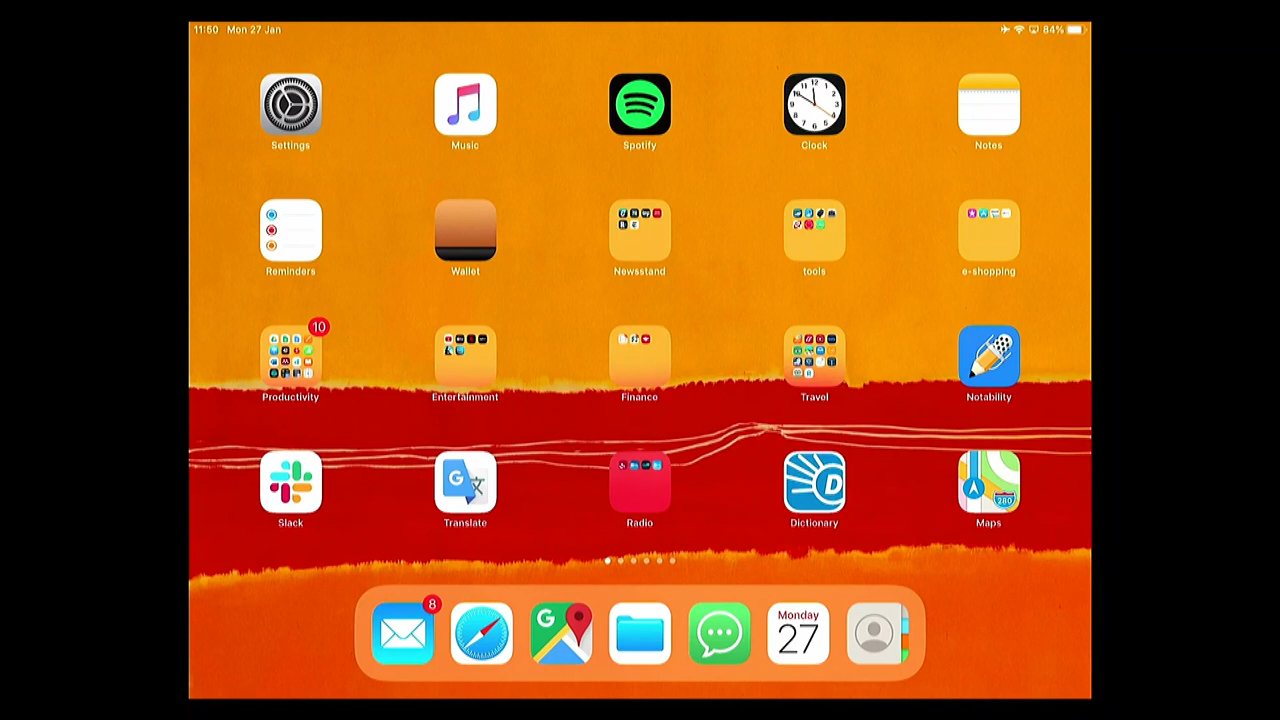 11:50 Mon 27 Jan
84%
Settings
Music
Spotify
Clock
Notes
Reminders
Wallet
Newsstand
tools
e-shopping
10
Productivity
Entertainment
Finance
Travel
Notability
Slack
G
Translate
Radio
D
Dictionary
280
Maps
8
G
Monday
27